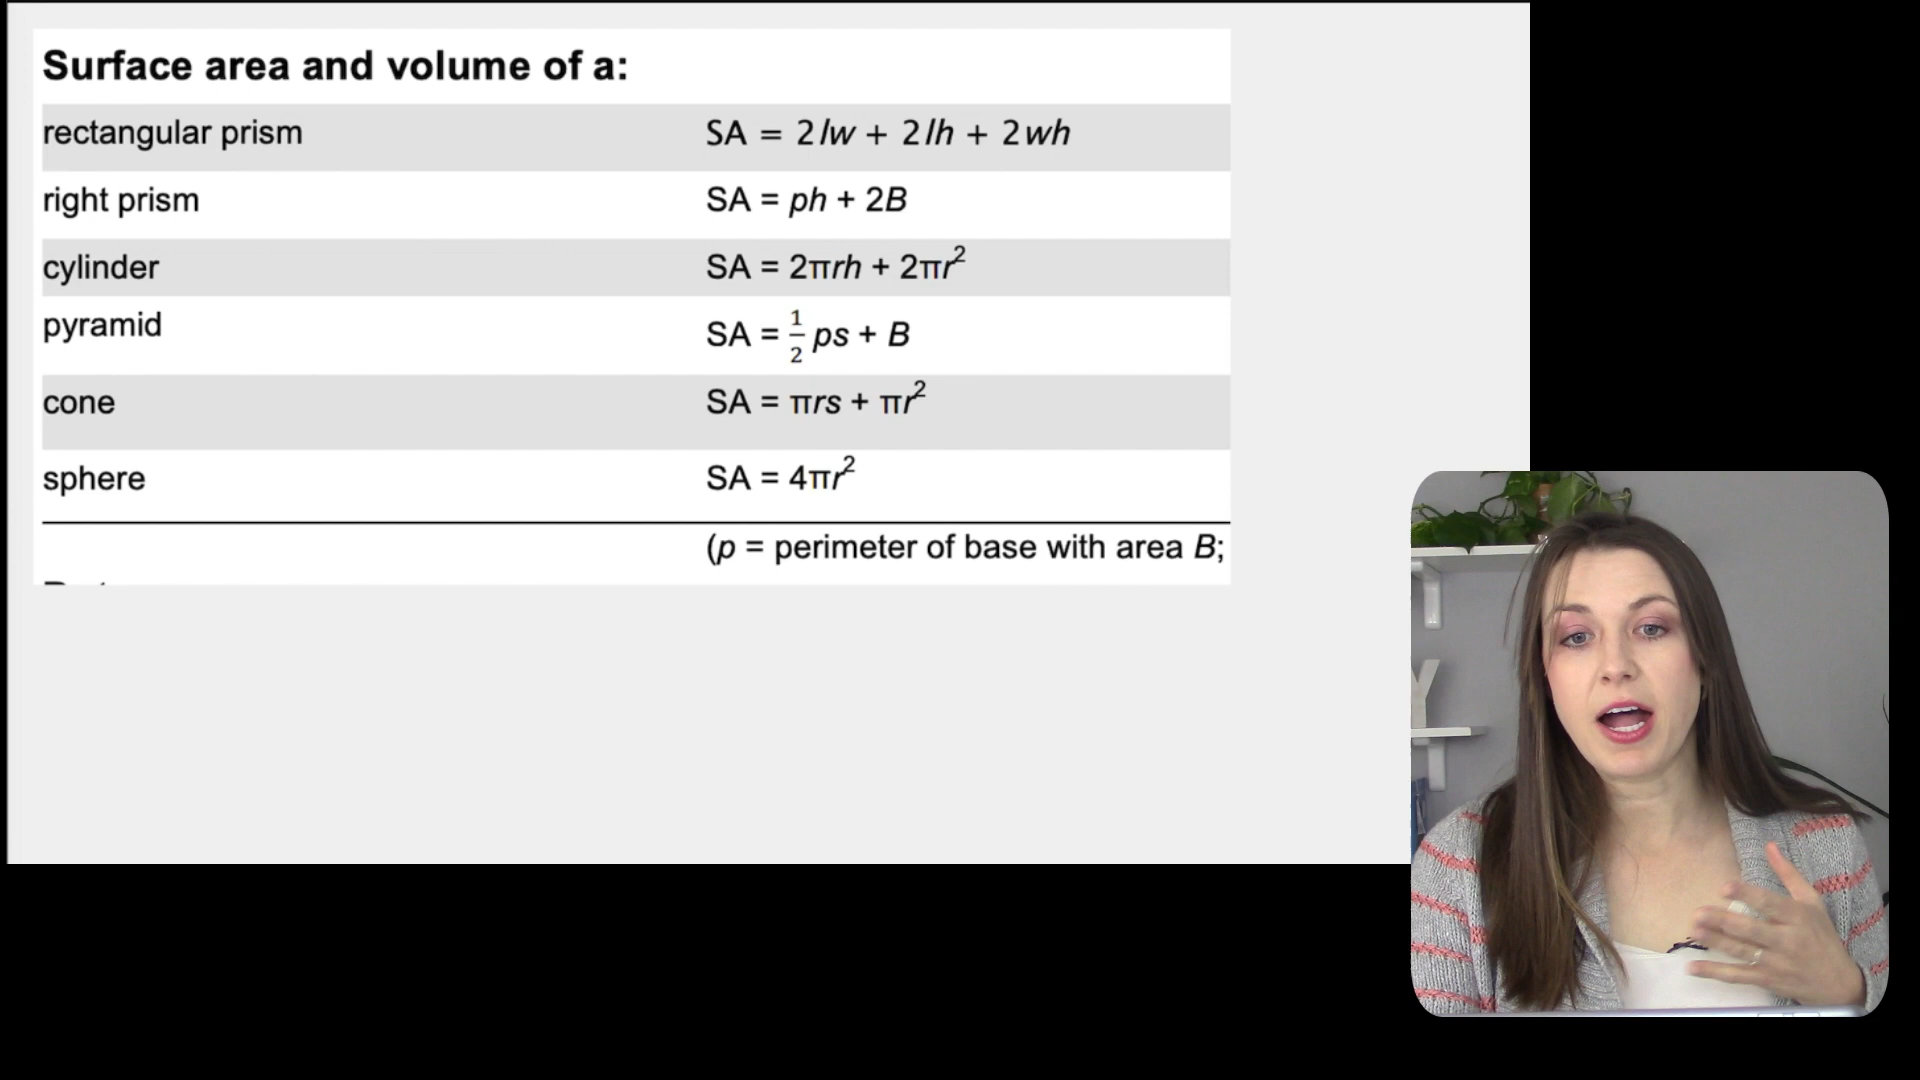 Surface area and volume of a:
rectangular prism SA = 2lw + 2lh + 2wh
right prism SA = ph + 2B
cylinder SA = 2πrh + 2πr²
pyramid SA = 1/2 ps + B
cone SA = πrs + πr²
sphere SA = 4πr²
(p = perimeter of base with area B;